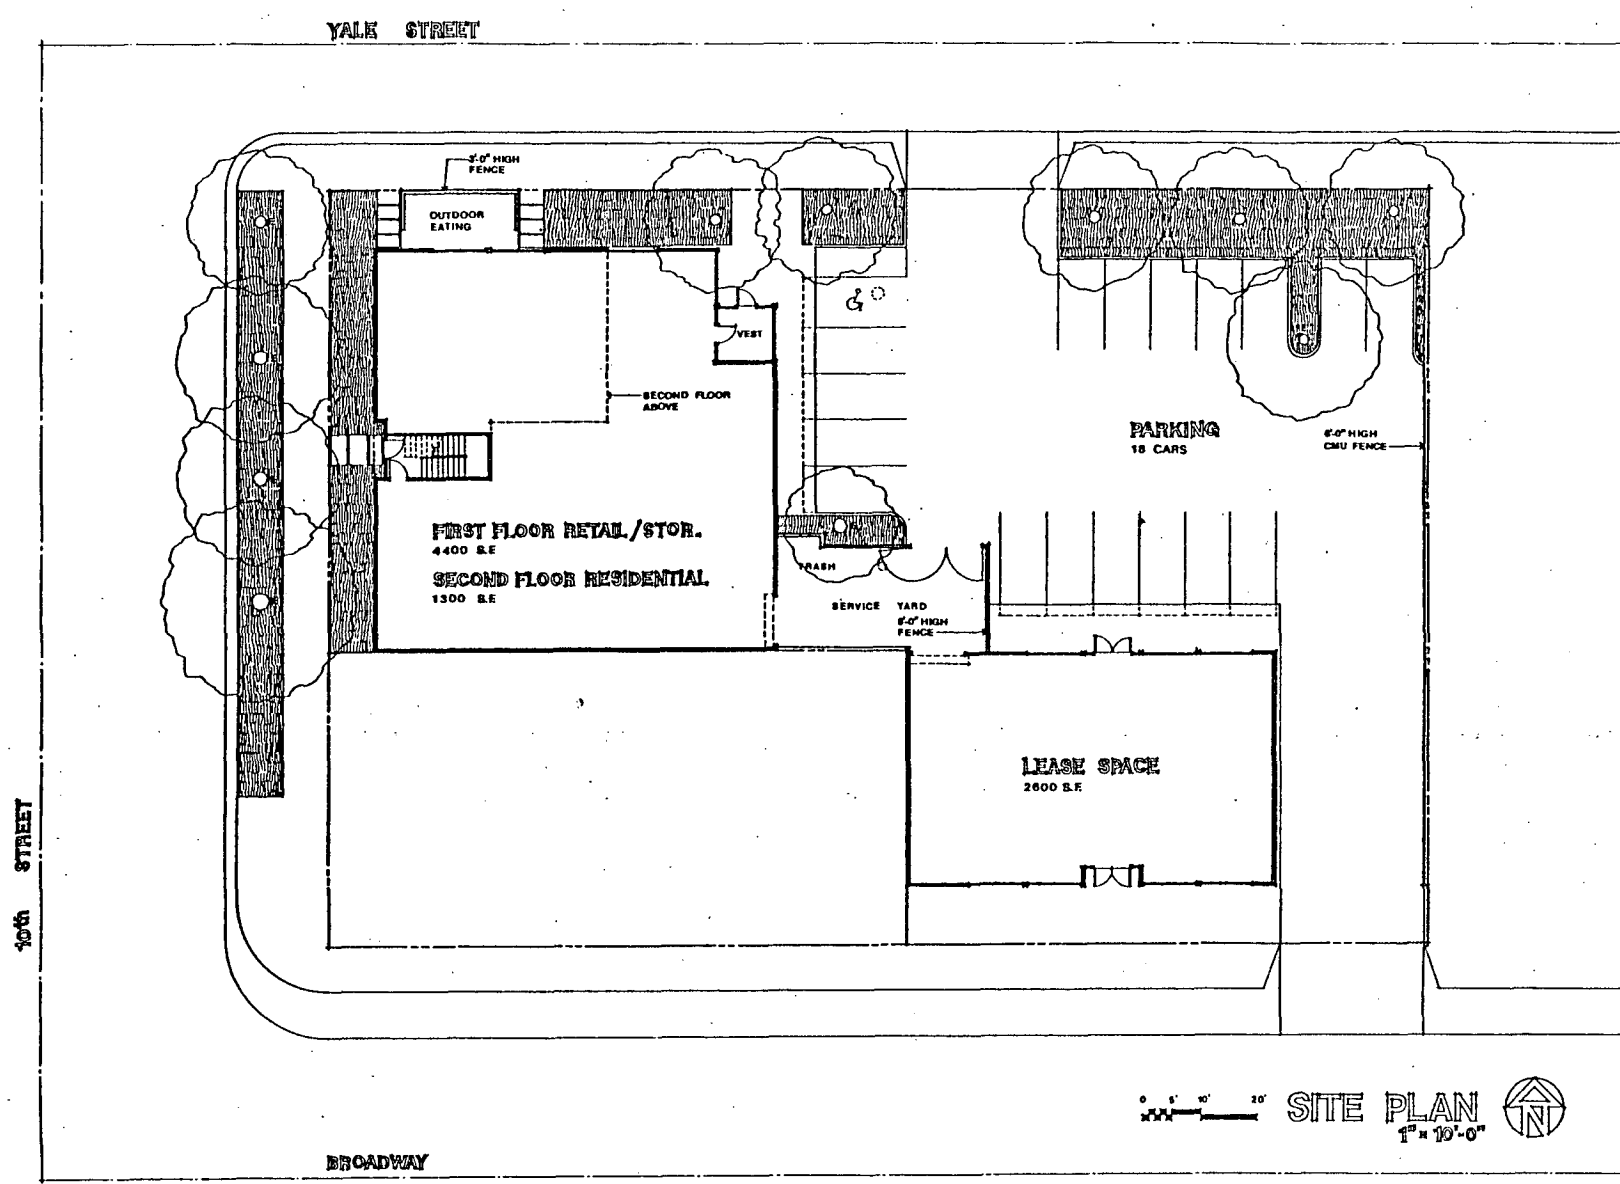 YALE STREET
3'-0" HIGH
FENCE
OUTDOOR
EATING
VEST
SECOND FLOOR
ABOVE
PARKING
18 CARS
6'-0" HIGH
CMU FENCE
FIRST FLOOR RETAIL/STOR.
4400 S.F.
SECOND FLOOR RESIDENTIAL
1300 S.F.
TRASH
SERVICE YARD
6'-0" HIGH
FENCE
LEASE SPACE
2600 S.F.
10th STREET
0 5' 10' 20'
SITE PLAN
1" = 10'-0"
N
BROADWAY